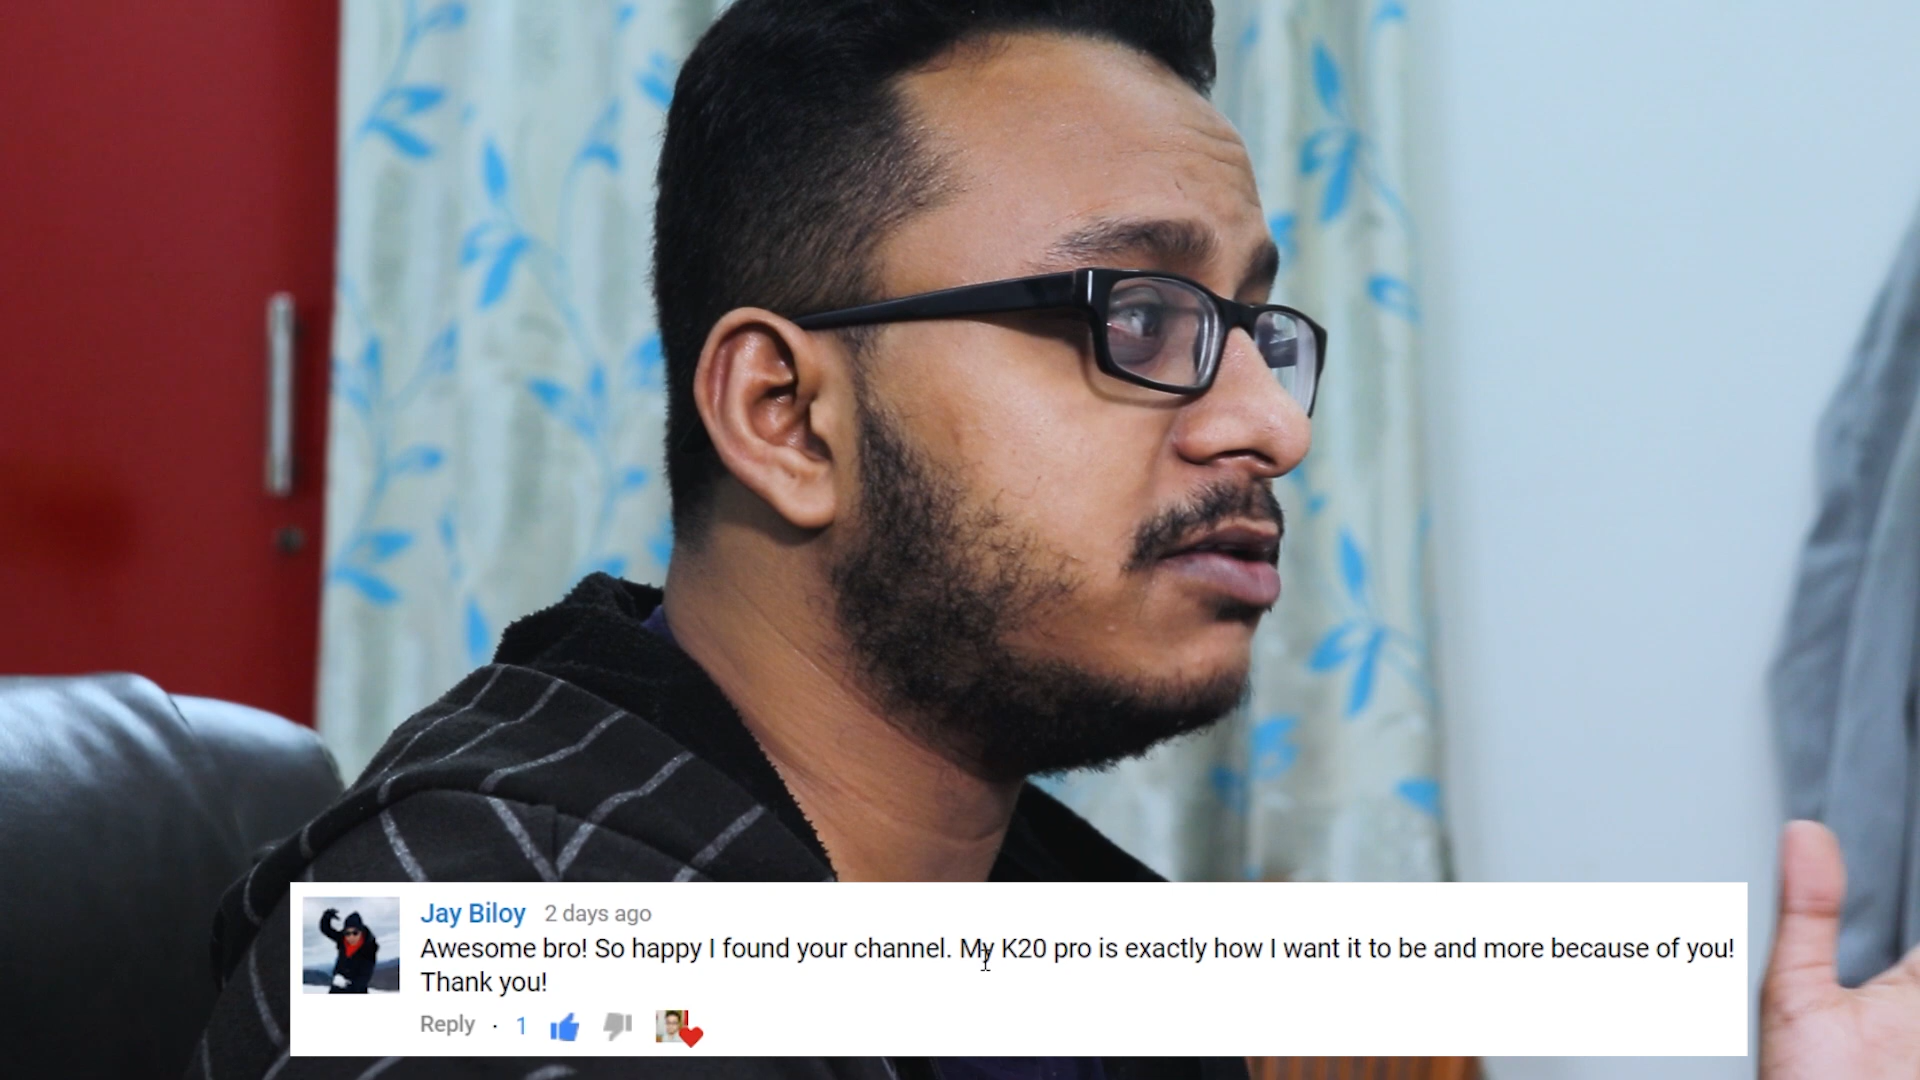 Jay Biloy 2 days ago
Awesome bro! So happy I found your channel. My K20 pro is exactly how I want it to be and more because of you!
Thank you!
Reply · 1